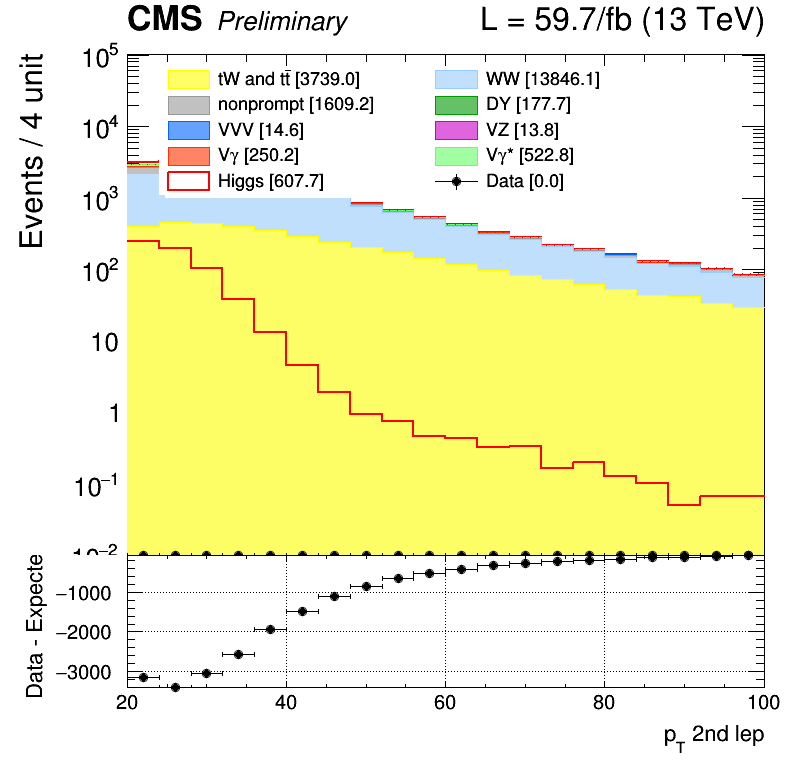 CMS Preliminary L = 59.7/fb (13 TeV)
Events / 4 unit
10^5
10^4
10^3
10^2
10
1
10^−1
10^−2
tW and tt̄ [3739.0]
WW [13846.1]
nonprompt [1609.2]
DY [177.7]
VVV [14.6]
VZ [13.8]
Vγ [250.2]
Vγ* [522.8]
Higgs [607.7]
Data [0.0]
Data - Expecte
−1000
−2000
−3000
20 40 60 80 100
p_T 2nd lep